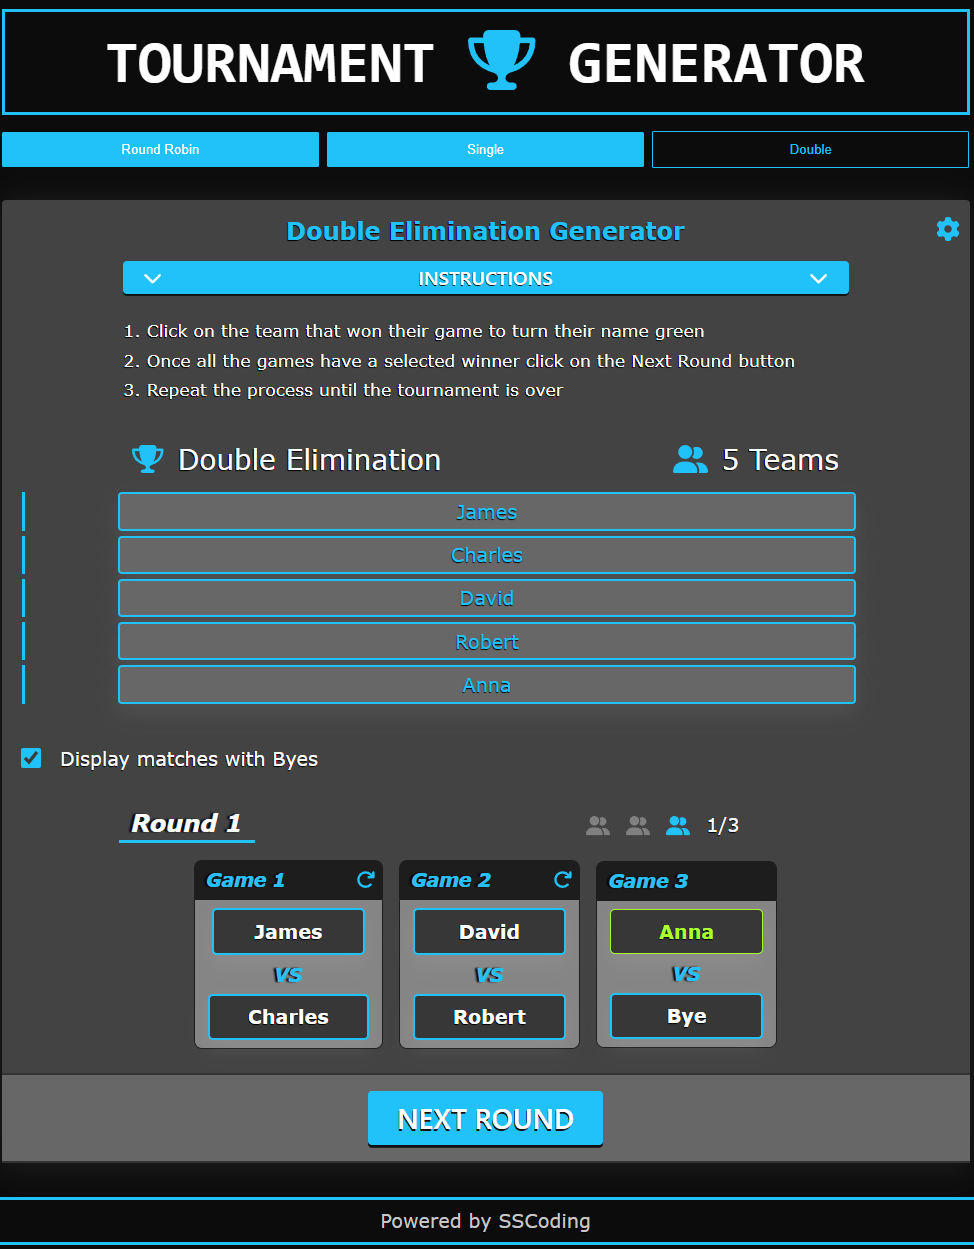 TOURNAMENT GENERATOR
Round Robin Single Double
Double Elimination Generator
INSTRUCTIONS
1. Click on the team that won their game to turn their name green
2. Once all the games have a selected winner click on the Next Round button
3. Repeat the process until the tournament is over
Double Elimination 5 Teams
James
Charles
David
Robert
Anna
Display matches with Byes
Round 1 1/3
Game 1 Game 2 Game 3
James David Anna
VS VS VS
Charles Robert Bye
NEXT ROUND
Powered by SSCoding